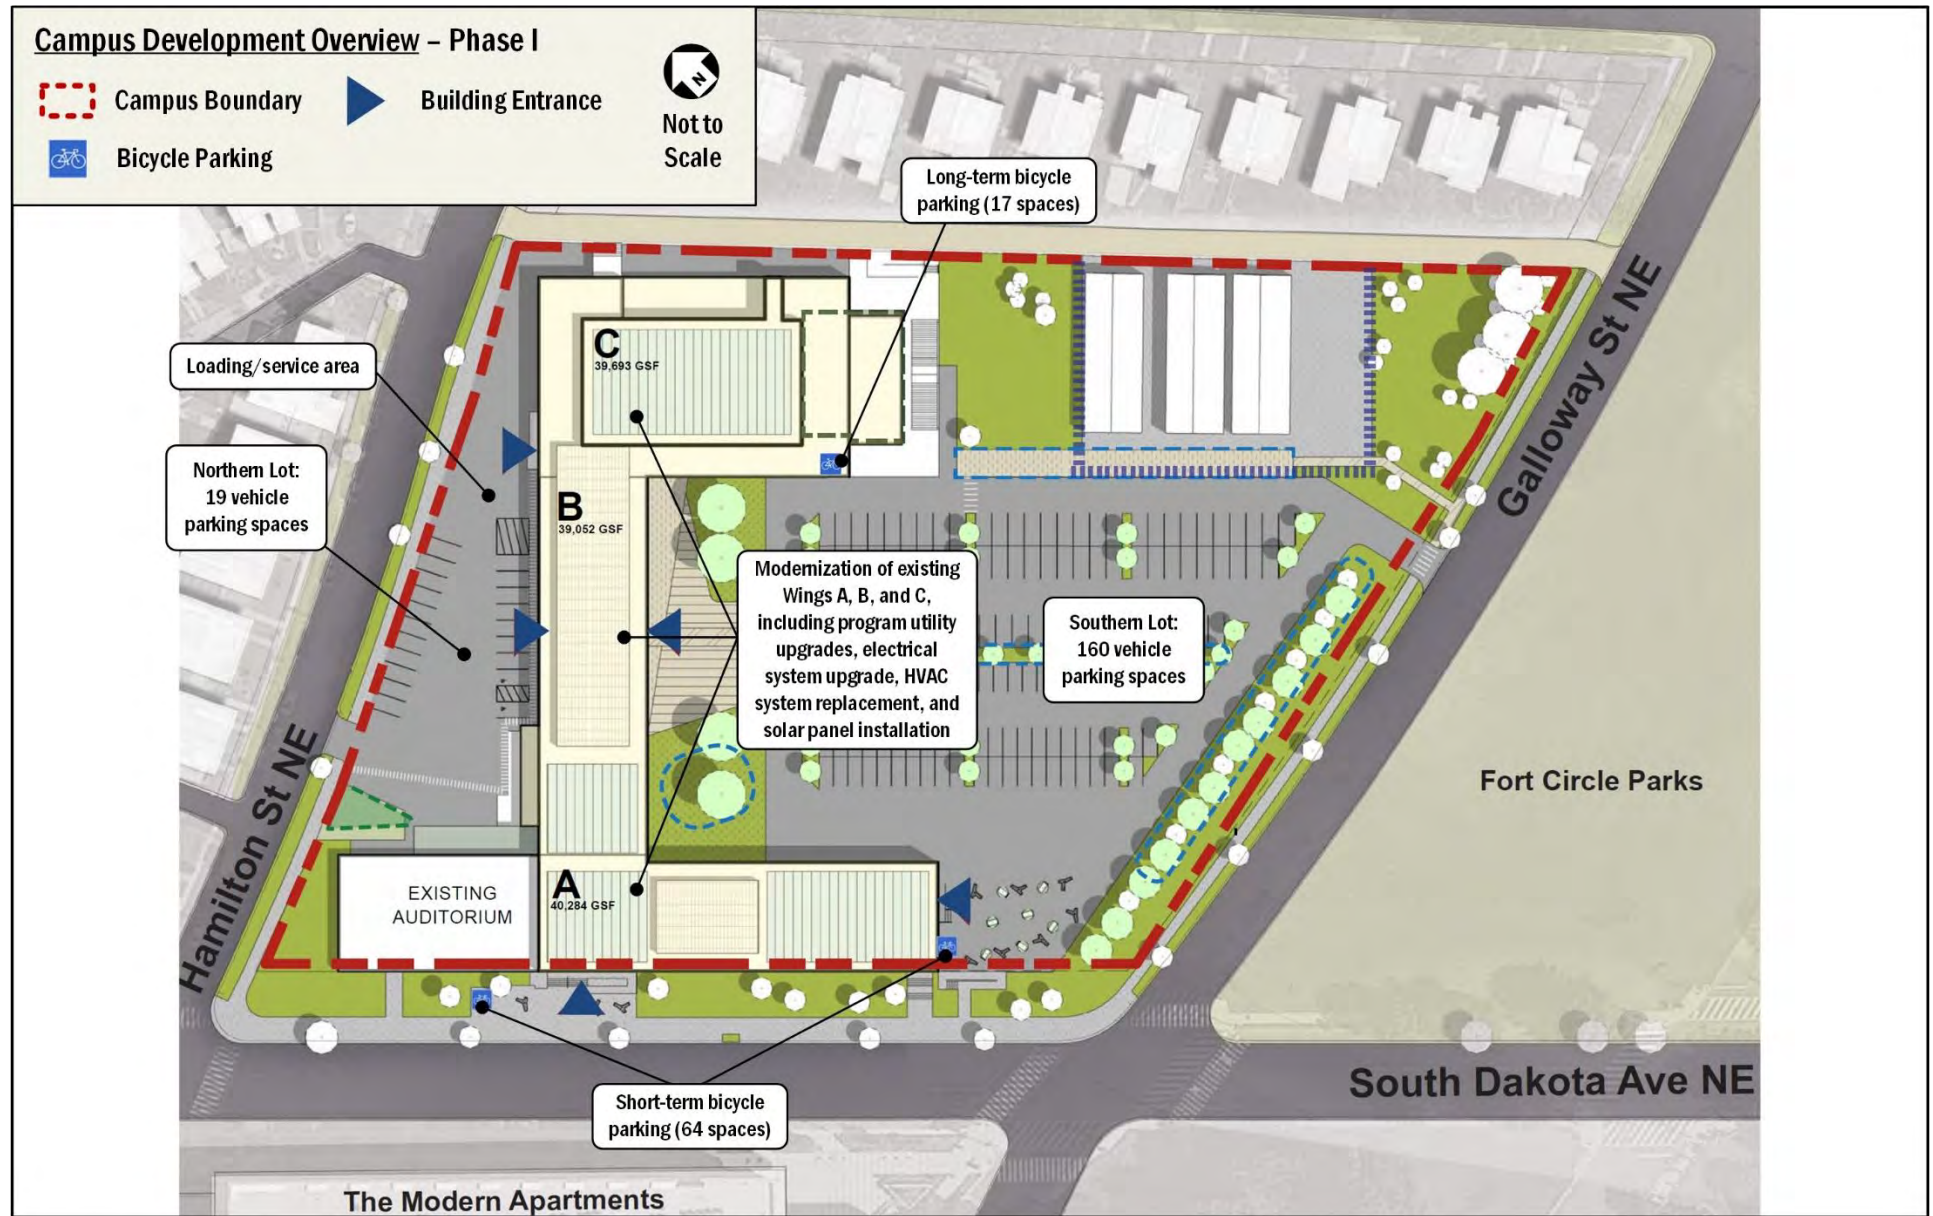 Campus Development Overview – Phase I
Campus Boundary
Building Entrance
Bicycle Parking
N
Not to
Scale
Long-term bicycle
parking (17 spaces)
Loading/service area
Northern Lot:
19 vehicle
parking spaces
C
39,693 GSF
B
39,052 GSF
Modernization of existing
Wings A, B, and C,
including program utility
upgrades, electrical
system upgrade, HVAC
system replacement, and
solar panel installation
Southern Lot:
160 vehicle
parking spaces
Galloway St NE
Fort Circle Parks
Hamilton St NE
EXISTING
AUDITORIUM
A
40,284 GSF
Short-term bicycle
parking (64 spaces)
South Dakota Ave NE
The Modern Apartments